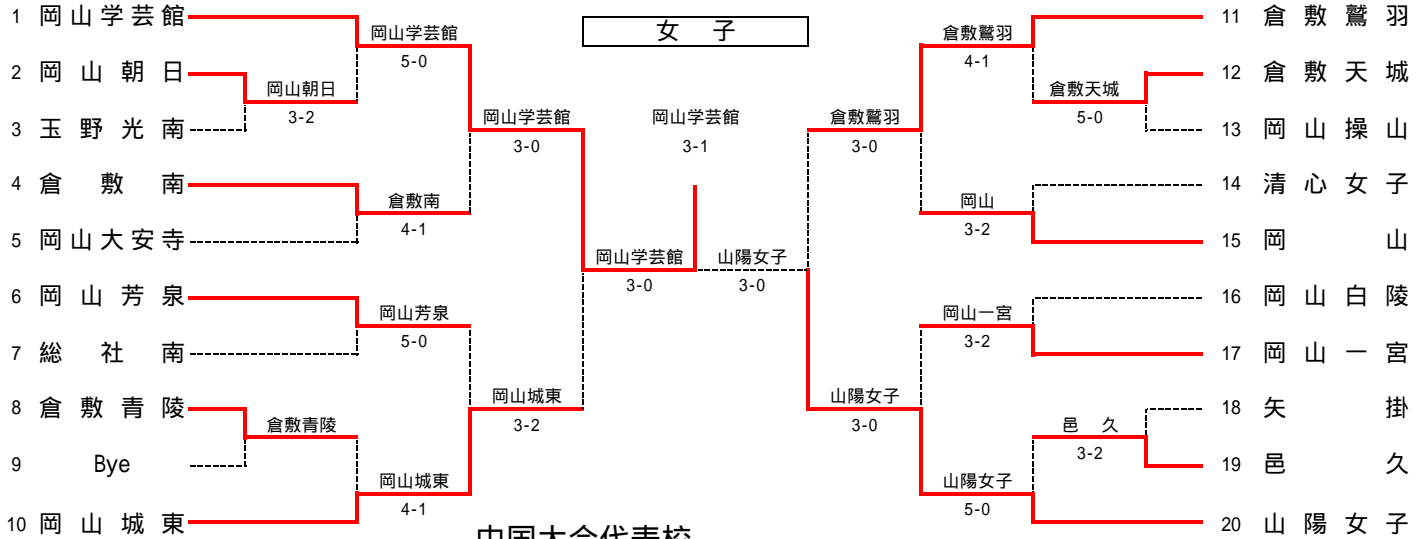 女 子
1 岡山学芸館
2 岡山朝日
3 玉野光南
4 倉敷南
5 岡山大安寺
6 岡山芳泉
7 総社南
8 倉敷青陵
9 Bye
10 岡山城東
岡山朝日
3-2
倉敷青陵
岡山学芸館
5-0
倉敷南
4-1
岡山芳泉
5-0
岡山城東
4-1
岡山学芸館
3-0
岡山城東
3-2
岡山学芸館
3-0
岡山学芸館
3-1
山陽女子
3-0
倉敷鷲羽
3-0
山陽女子
3-0
倉敷鷲羽
4-1
岡山
3-2
岡山一宮
3-2
山陽女子
5-0
倉敷天城
5-0
邑 久
3-2
11 倉敷鷲羽
12 倉敷天城
13 岡山操山
14 清心女子
15 岡山
16 岡山白陵
17 岡山一宮
18 矢掛
19 邑久
20 山陽女子
中国大会代表校